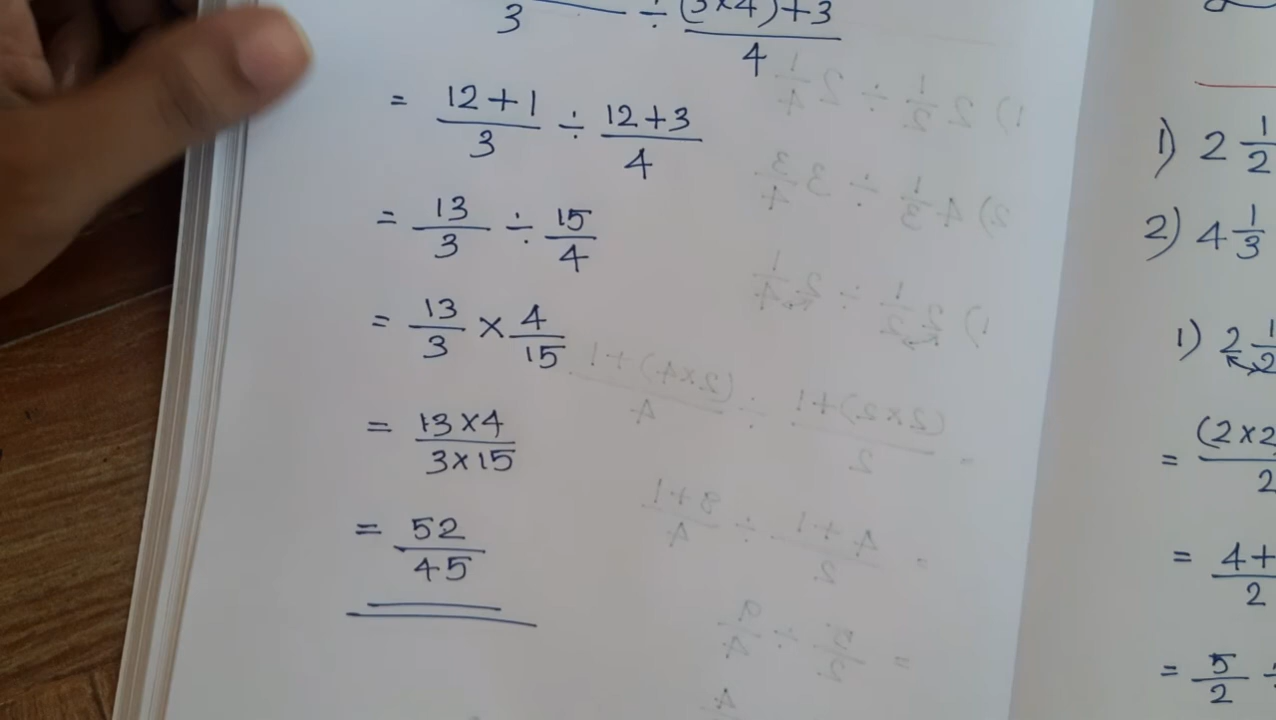 3 ÷ (3×4)+3 / 4
= 12+1 / 3 ÷ 12+3 / 4
= 13/3 ÷ 15/4
= 13/3 × 4/15
= 13×4 / 3×15
= 52/45
1) 2 1/2
2) 4 1/3
1) 2 1/2
= (2×2 / 2
= 4+ / 2
= 5/2 ÷